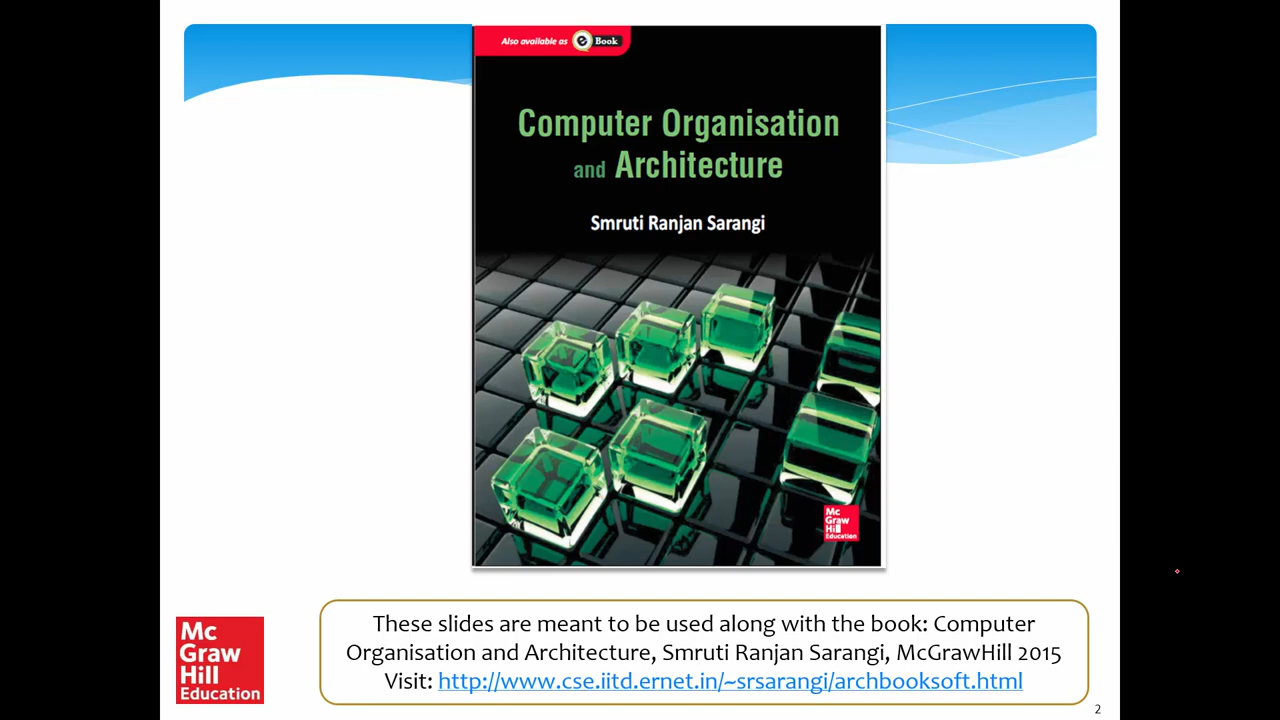 Also available as e Book
Computer Organisation
and Architecture
Smruti Ranjan Sarangi
Mc
Graw
Hill
Education
Mc
Graw
Hill
Education
These slides are meant to be used along with the book: Computer
Organisation and Architecture, Smruti Ranjan Sarangi, McGrawHill 2015
Visit: http://www.cse.iitd.ernet.in/~srsarangi/archbooksoft.html
2